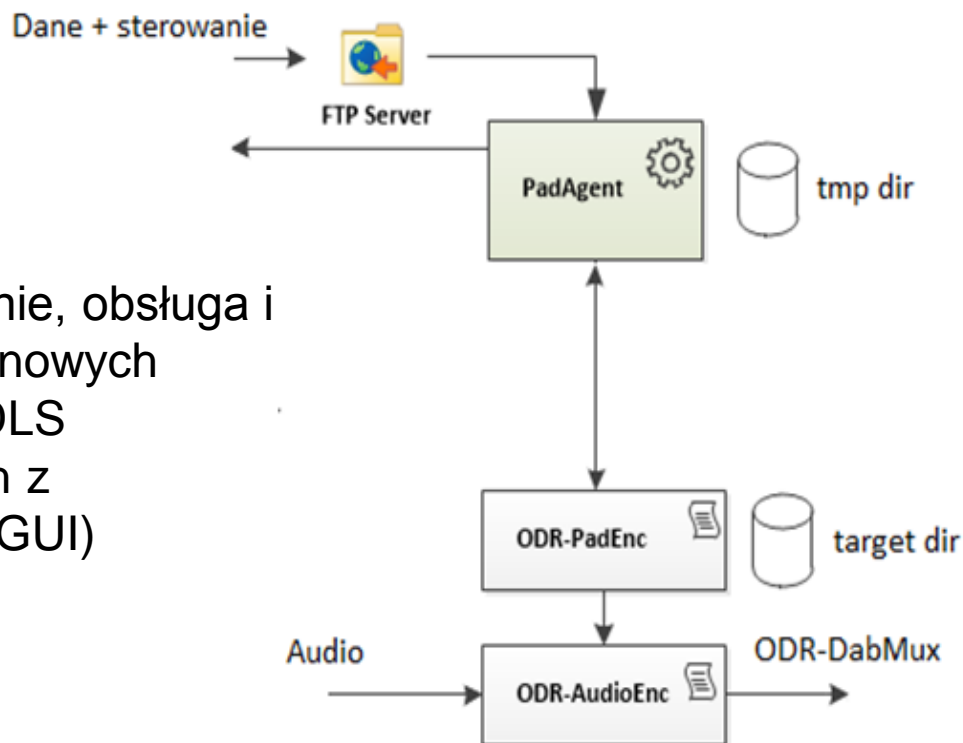 Dane + sterowanie
FTP Server
PadAgent
tmp dir
nie, obsługa i
nowych
DLS
z
GUI)
ODR-PadEnc
target dir
Audio
ODR-DabMux
ODR-AudioEnc